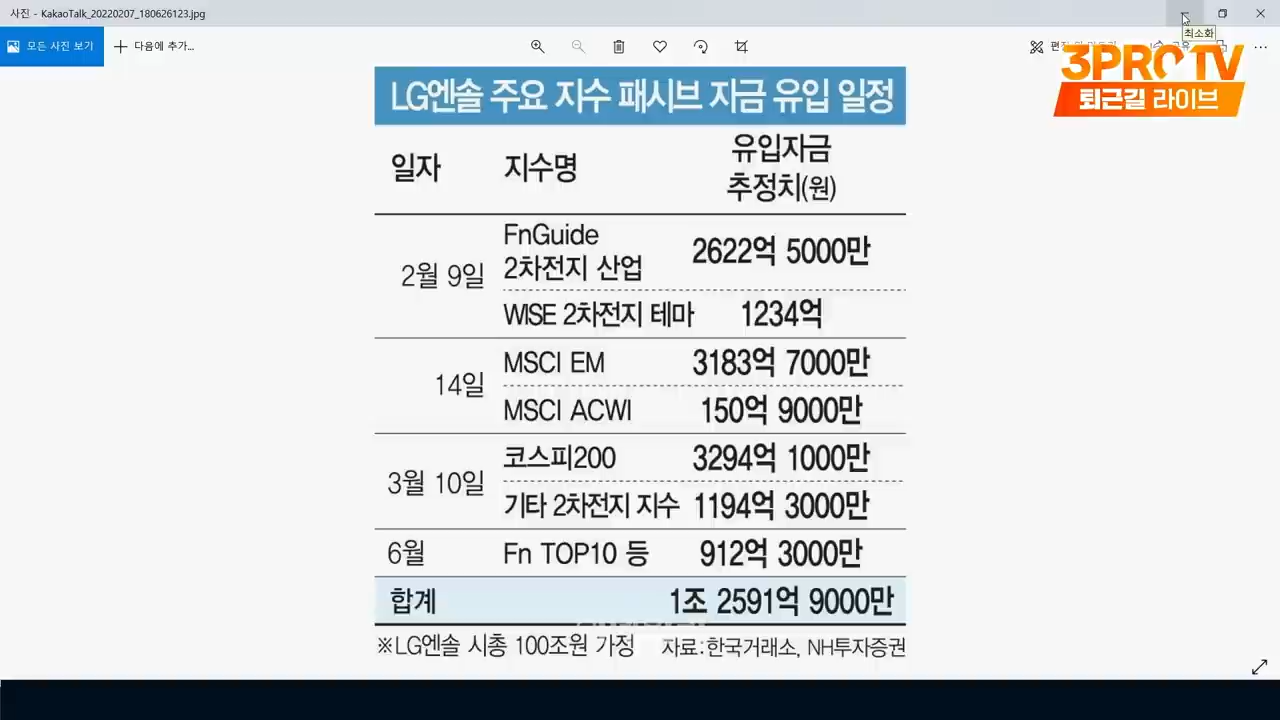 사진 - KakaoTalk_20220207_180626123.jpg
최소화
모든 사진 보기
다음에 추가...
3PRO TV
퇴근길 라이브
LG엔솔 주요 지수 패시브 자금 유입 일정
일자 지수명 유입자금
추정치(원)
2월 9일
FnGuide
2차전지 산업 2622억 5000만
WISE 2차전지 테마 1234억
14일
MSCI EM 3183억 7000만
MSCI ACWI 150억 9000만
3월 10일
코스피200 3294억 1000만
기타 2차전지 지수 1194억 3000만
6월 Fn TOP10 등 912억 3000만
합계 1조 2591억 9000만
※LG엔솔 시총 100조원 가정 자료:한국거래소, NH투자증권